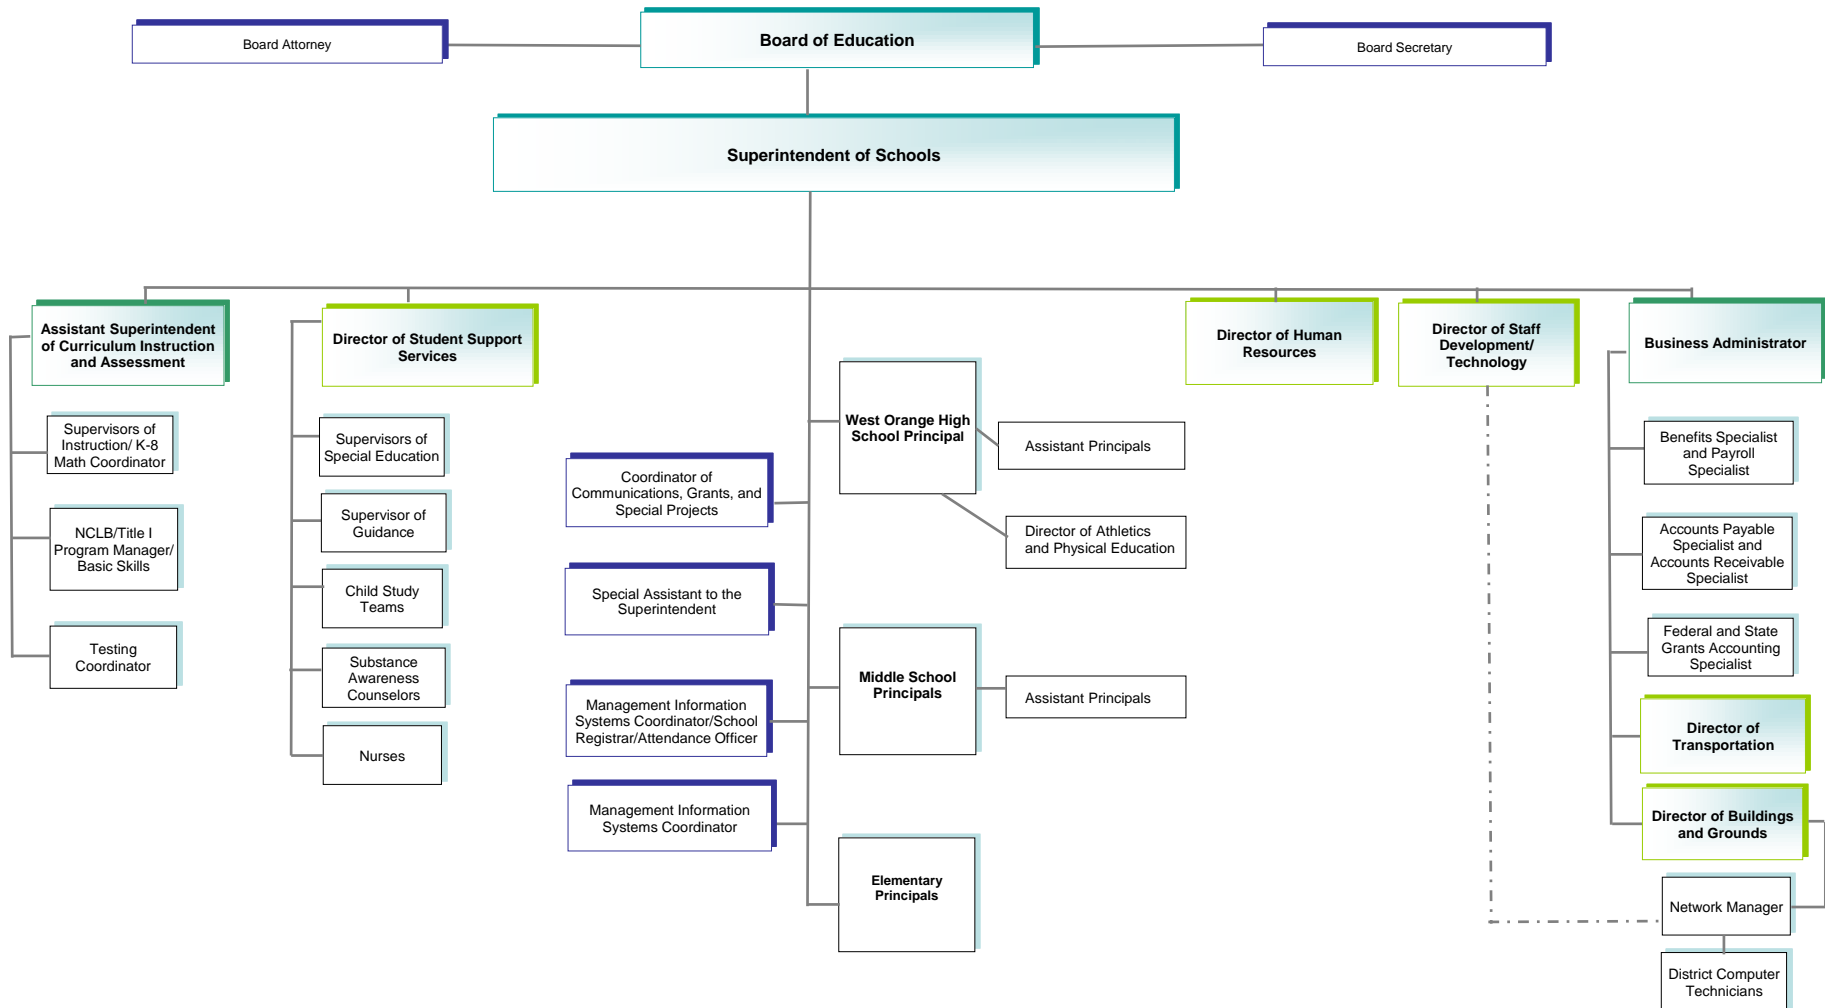 Board Attorney
Board of Education
Board Secretary
Superintendent of Schools
Assistant Superintendent
of Curriculum Instruction
and Assessment
Director of Student Support
Services
Director of Human
Resources
Director of Staff
Development/
Technology
Business Administrator
Supervisors of
Instruction/ K-8
Math Coordinator
NCLB/Title I
Program Manager/
Basic Skills
Testing
Coordinator
Supervisors of
Special Education
Supervisor of
Guidance
Child Study
Teams
Substance
Awareness
Counselors
Nurses
Coordinator of
Communications, Grants, and
Special Projects
Special Assistant to the
Superintendent
Management Information
Systems Coordinator/School
Registrar/Attendance Officer
Management Information
Systems Coordinator
West Orange High
School Principal
Assistant Principals
Director of Athletics
and Physical Education
Middle School
Principals
Assistant Principals
Elementary
Principals
Benefits Specialist
and Payroll
Specialist
Accounts Payable
Specialist and
Accounts Receivable
Specialist
Federal and State
Grants Accounting
Specialist
Director of
Transportation
Director of Buildings
and Grounds
Network Manager
District Computer
Technicians